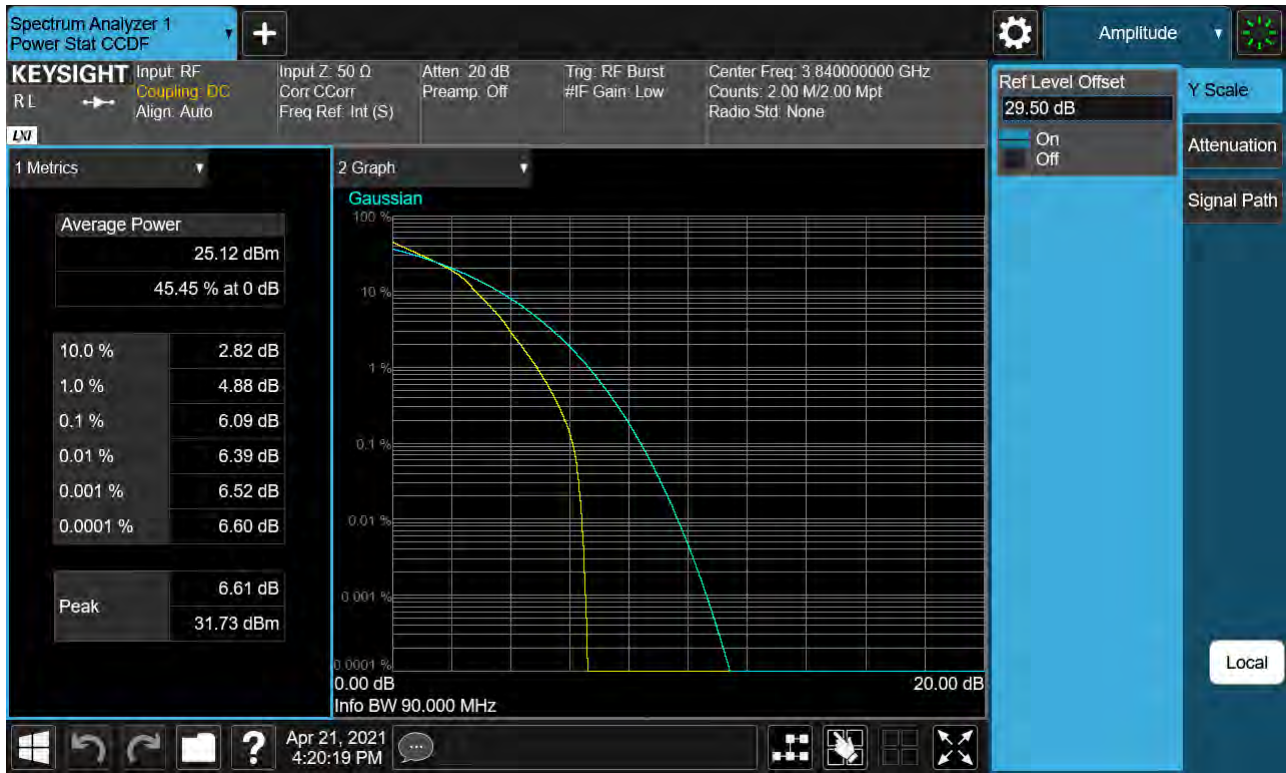 Spectrum Analyzer 1
Power Stat CCDF
+
Amplitude
KEYSIGHT
RL
LXI
Input: RF
Coupling: DC
Align: Auto
Input Z: 50 Ω
Corr CCorr
Freq Ref: Int (S)
Atten: 20 dB
Preamp: Off
Trig: RF Burst
#IF Gain: Low
Center Freq: 3.840000000 GHz
Counts: 2.00 M/2.00 Mpt
Radio Std: None
Ref Level Offset
29.50 dB
On
Off
Y Scale
Attenuation
Signal Path
Local
1 Metrics
Average Power
25.12 dBm
45.45 % at 0 dB
10.0 % 2.82 dB
1.0 % 4.88 dB
0.1 % 6.09 dB
0.01 % 6.39 dB
0.001 % 6.52 dB
0.0001 % 6.60 dB
Peak
6.61 dB
31.73 dBm
2 Graph
Gaussian
100 %
10 %
1 %
0.1 %
0.01 %
0.001 %
0.0001 %
0.00 dB 20.00 dB
Info BW 90.000 MHz
?
Apr 21, 2021
4:20:19 PM